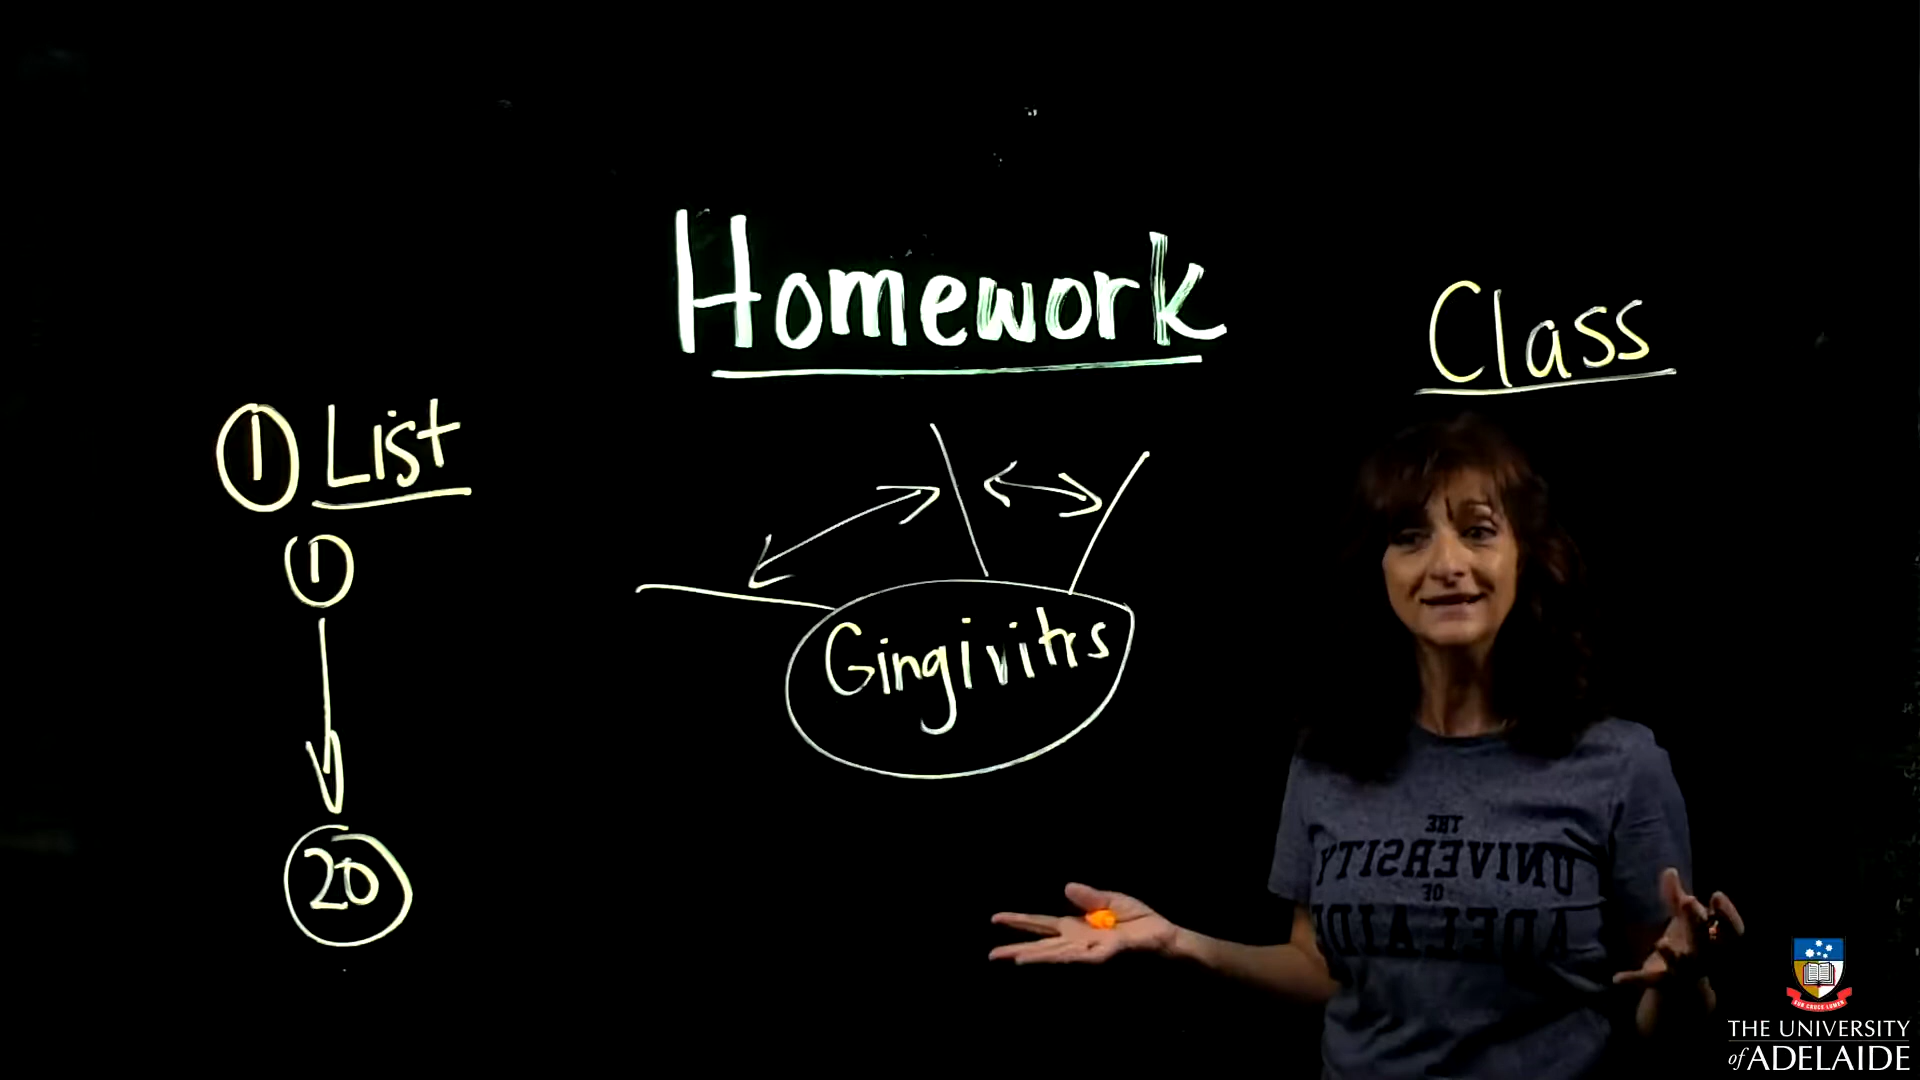 Homework
Class
① List
①
20
Gingivitis
THE
UNIVERSITY
OF
ADELAIDE
THE UNIVERSITY
of ADELAIDE